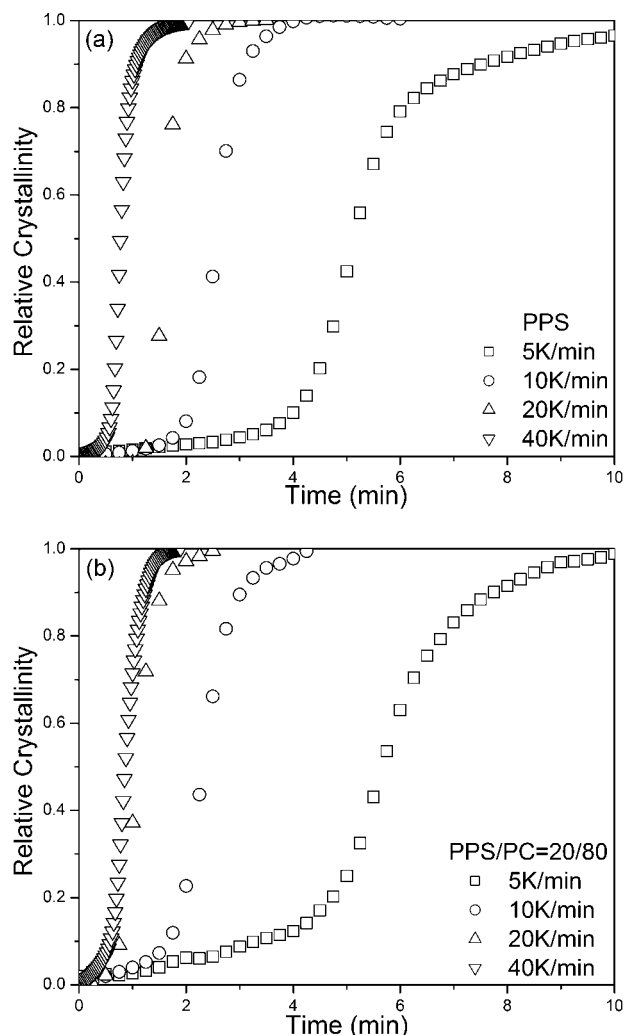 (a)
1.0
0.8
0.6
0.4
0.2
0.0
Relative Crystallinity
PPS
5K/min
10K/min
20K/min
40K/min
0 2 4 6 8 10
Time (min)
(b)
1.0
0.8
0.6
0.4
0.2
0.0
Relative Crystallinity
PPS/PC=20/80
5K/min
10K/min
20K/min
40K/min
0 2 4 6 8 10
Time (min)